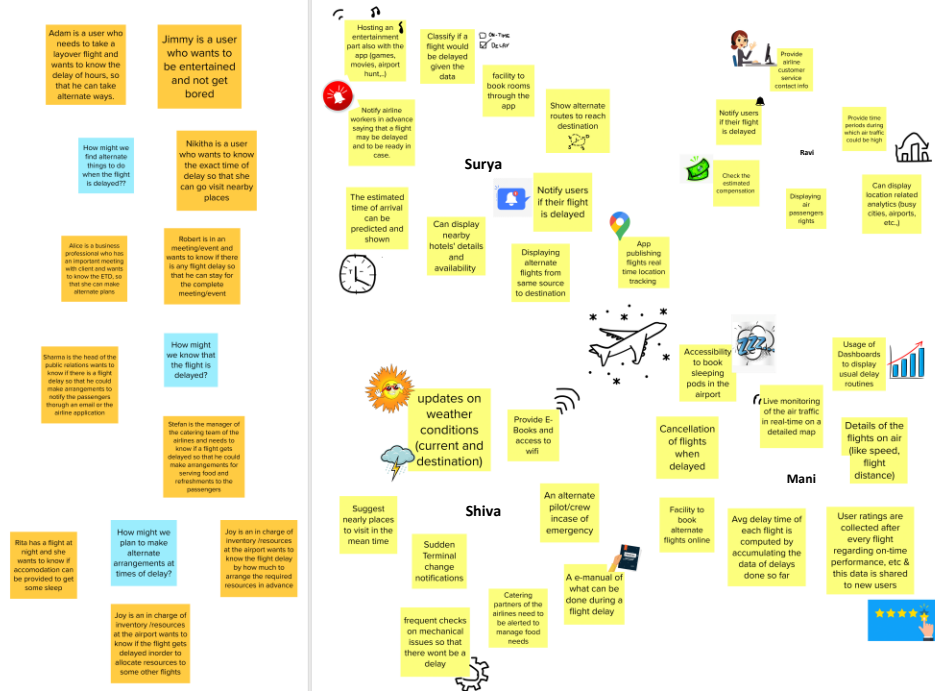 Adam is a user who
needs to take a
layover flight and
wants to know the
delay of hours, so
that he can take
alternate ways.
Jimmy is a user
who wants to
be entertained
and not get
bored
How might we
find alternate
things to do
when the flight
is delayed??
Nikitha is a user
who wants to know
the exact time of
delay so that she
can go visit nearby
places
Alice is a business
professional who has
an important meeting
with client and wants
to know the ETD, so
that she can make
alternate plans
Robert is in an
meeting/event and
wants to know if there
is any flight delay so
that he can stay for
the complete
meeting/event
Sharma is the head of the
public relations wants to
know if there is a flight
delay so that he could
make arrangements to
notify the passengers
through an email or the
airline application
How might
we know that
the flight is
delayed?
Stefan is the manager of
the catering team of the
airlines and needs to
know if a flight gets
delayed so that he could
make arrangements for
serving food and
refreshments to the
passengers
Rita has a flight at
night and she
wants to know if
accomodation can
be provided to get
some sleep
How might we
plan to make
alternate
arrangements at
times of delay?
Joy is an in charge of
inventory /resources
at the airport wants to
know the flight delay
by how much to
arrange the required
resources in advance
Joy is an in charge of
inventory /resources
at the airport wants to
know if the flight gets
delayed inorder to
allocate resources to
some other flights
Hosting an
entertainment
part also with the
app (games,
movies, airport
hunt,..)
Classify if a
flight would
be delayed
given the
data
ON-TIME
DELAY
facility to
book rooms
through the
app
Notify airline
workers in advance
saying that a flight
may be delayed
and to be ready in
case.
Show alternate
routes to reach
destination
Surya
The estimated
time of arrival can
be predicted and
shown
Can display
nearby
hotels' details
and
availability
Notify users
if their flight
is delayed
Displaying
alternate
flights from
same source
to destination
App
publishing
flights real
time location
tracking
Provide
airline
customer
service
contact info
Notify users
if their flight
is delayed
Provide time
periods during
which air traffic
could be high
Ravi
Check the
estimated
compensation
Displaying
air
passengers
rights
Can display
location related
analytics (busy
cities, airports,
etc.,)
updates on
weather
conditions
(current and
destination)
Provide E-
Books and
access to
wifi
Suggest
nearly places
to visit in the
mean time
Shiva
An alternate
pilot/crew
incase of
emergency
Sudden
Terminal
change
notifications
A e-manual of
what can be
done during a
flight delay
Catering
partners of the
airlines need to
be alerted to
manage food
needs
frequent checks
on mechanical
issues so that
there wont be a
delay
Accessibility
to book
sleeping
pods in the
airport
ZZZ
Usage of
Dashboards
to display
usual delay
routines
Live monitoring
of the air traffic
in real-time on a
detailed map
Cancellation
of flights
when
delayed
Details of the
flights on air
(like speed,
flight
distance)
Mani
Facility to
book
alternate
flights online
Avg delay time of
each flight is
computed by
accumulating the
data of delays
done so far
User ratings are
collected after
every flight
regarding on-time
performance, etc &
this data is shared
to new users